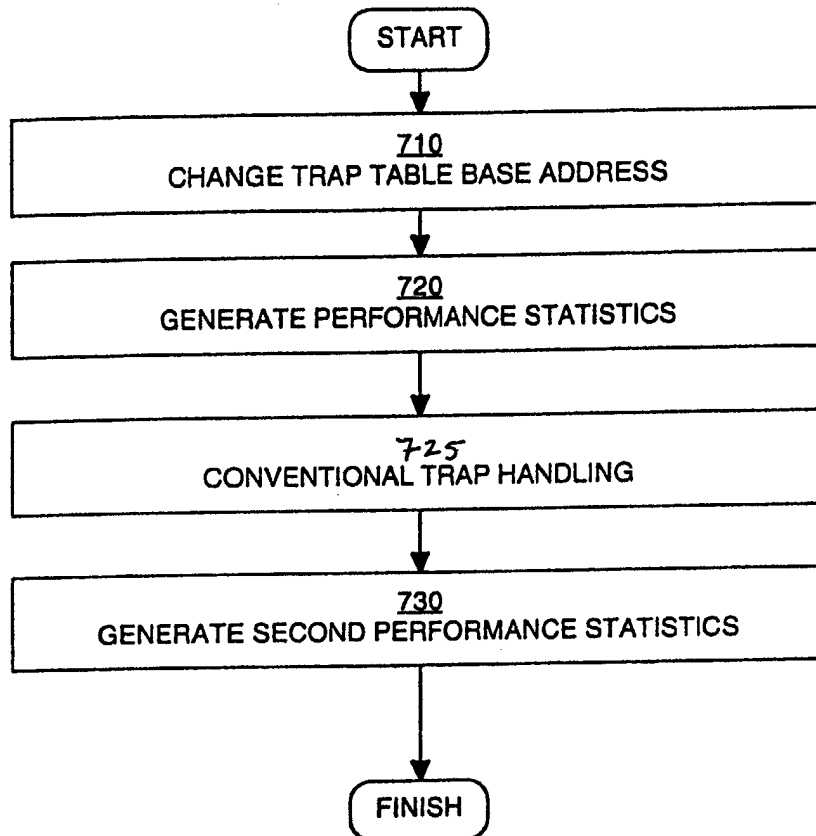 START
710
CHANGE TRAP TABLE BASE ADDRESS
720
GENERATE PERFORMANCE STATISTICS
725
CONVENTIONAL TRAP HANDLING
730
GENERATE SECOND PERFORMANCE STATISTICS
FINISH